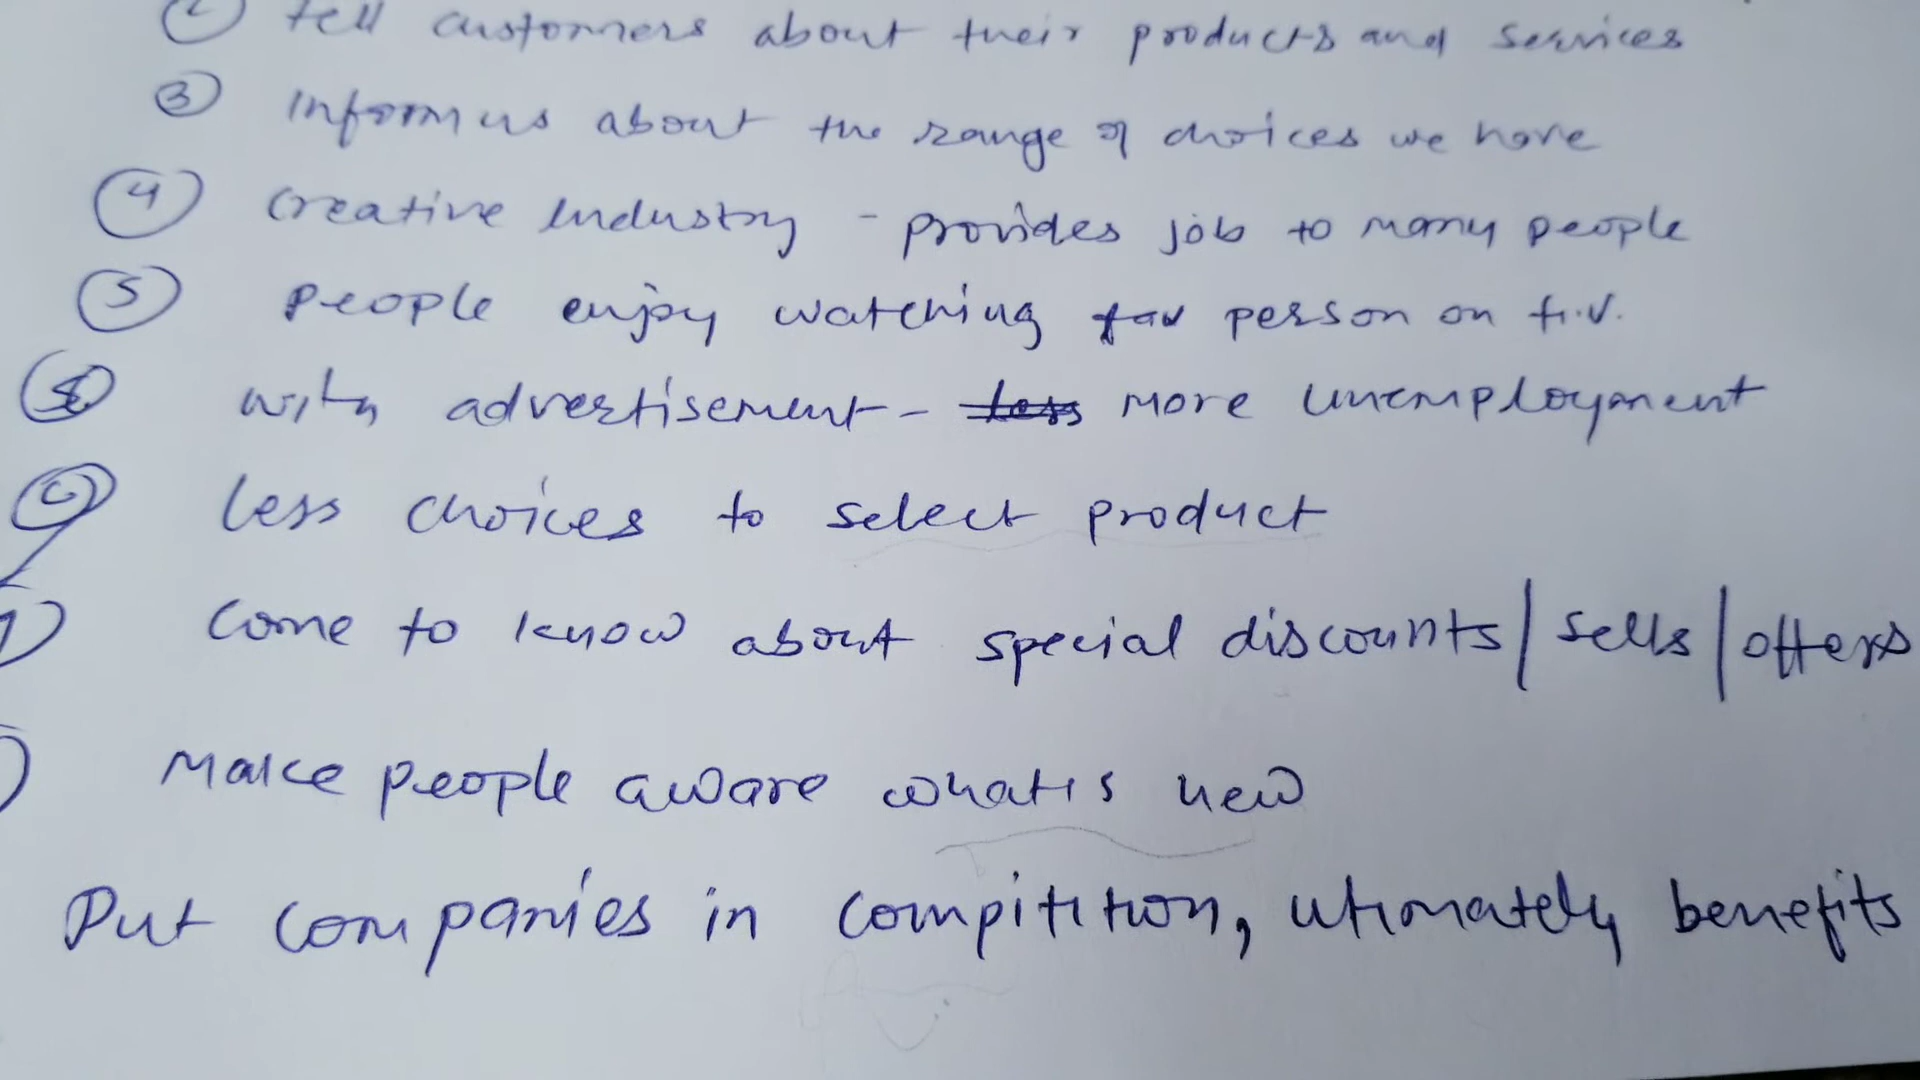 ② tell customers about their products and services
③ Inform us about the range of choices we have
④ Creative Industry - provides job to many people
⑤ People enjoy watching fav person on T.V.
with advertisement - less More unemployment
⑥ Less choices to select product
7) Come to know about special discounts/sells/offers
) Make people aware what is new
Put companies in compitition, utimately benefits